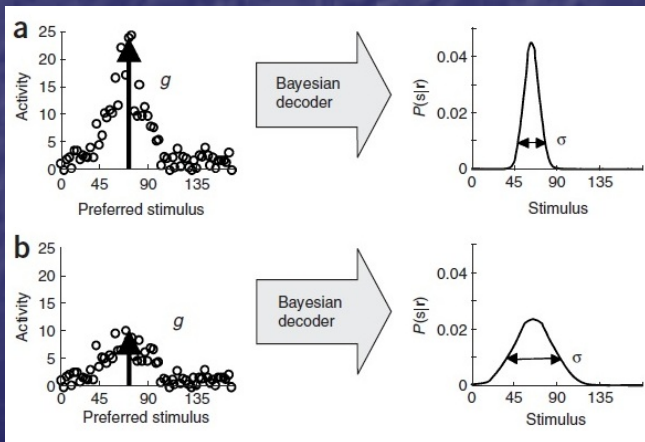 a
25
20
15
10
5
0
Activity
g
0 45 90 135
Preferred stimulus
Bayesian
decoder
0.04
0.02
0
P(s|r)
σ
0 45 90 135
Stimulus
b
25
20
15
10
5
0
Activity
g
0 45 90 135
Preferred stimulus
Bayesian
decoder
0.04
0.02
0
P(s|r)
σ
0 45 90 135
Stimulus